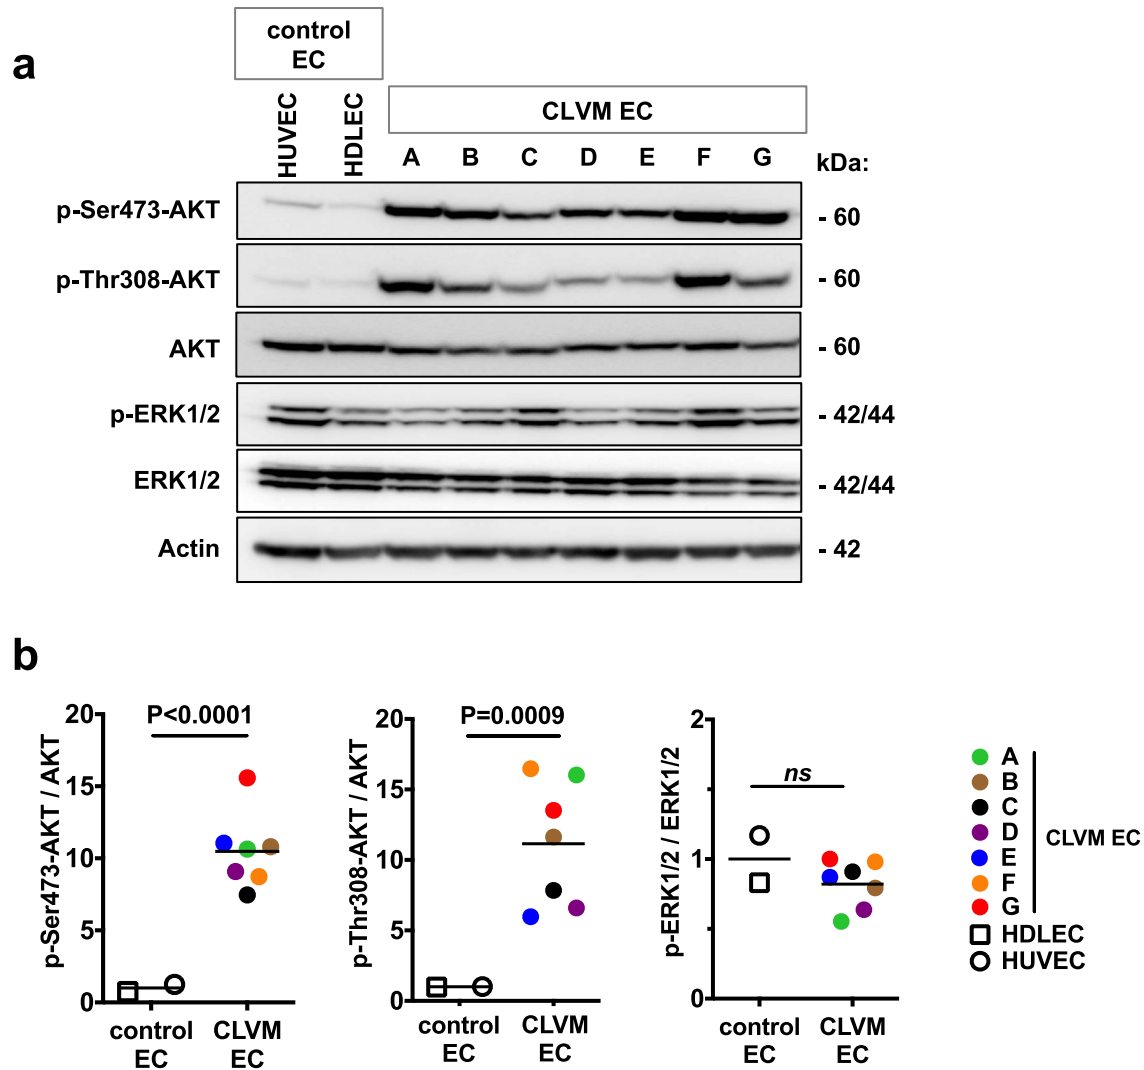 a
control
EC
HUVEC
HDLEC
CLVM EC
A B C D E F G
kDa:
p-Ser473-AKT
- 60
p-Thr308-AKT
- 60
AKT
- 60
p-ERK1/2
- 42/44
ERK1/2
- 42/44
Actin
- 42
b
p-Ser473-AKT / AKT
20
15
10
5
0
P<0.0001
control
EC
CLVM
EC
p-Thr308-AKT / AKT
20
15
10
5
0
P=0.0009
control
EC
CLVM
EC
p-ERK1/2 / ERK1/2
2
1
0
ns
control
EC
CLVM
EC
A
B
C
D
E
F
G
CLVM EC
HDLEC
HUVEC